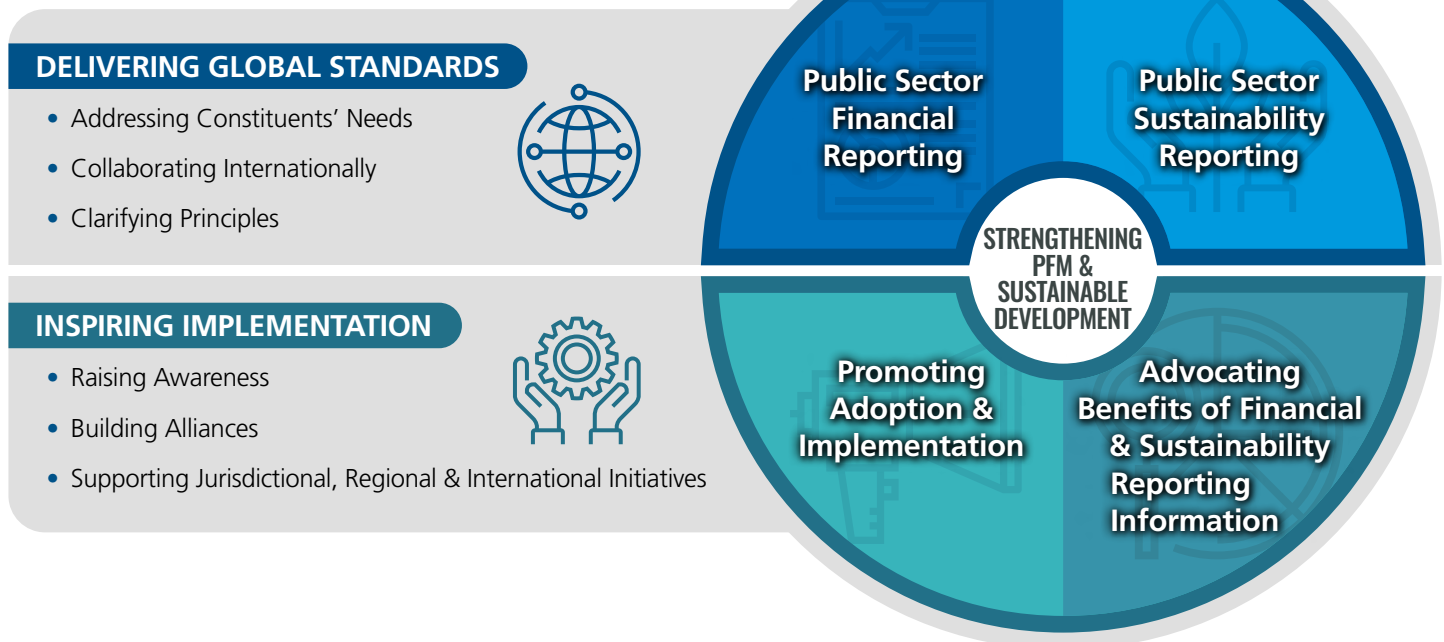 DELIVERING GLOBAL STANDARDS
• Addressing Constituents’ Needs
• Collaborating Internationally
• Clarifying Principles
INSPIRING IMPLEMENTATION
• Raising Awareness
• Building Alliances
• Supporting Jurisdictional, Regional & International Initiatives
Public Sector
Financial
Reporting
Public Sector
Sustainability
Reporting
STRENGTHENING
PFM &
SUSTAINABLE
DEVELOPMENT
Promoting
Adoption &
Implementation
Advocating
Benefits of Financial
& Sustainability
Reporting
Information